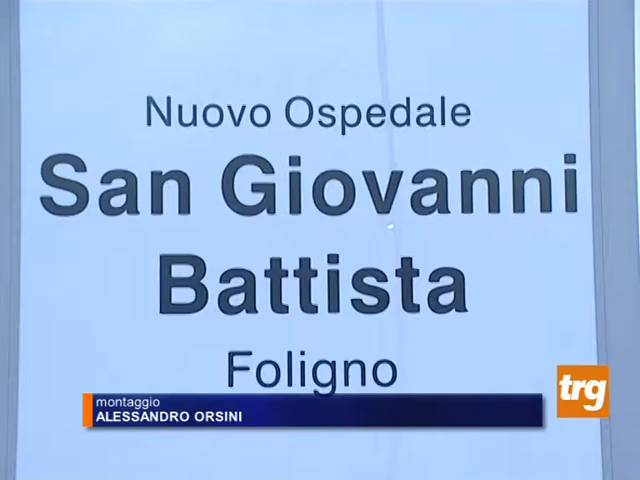 Nuovo Ospedale
San Giovanni
Battista
Foligno
montaggio
ALESSANDRO ORSINI
trg